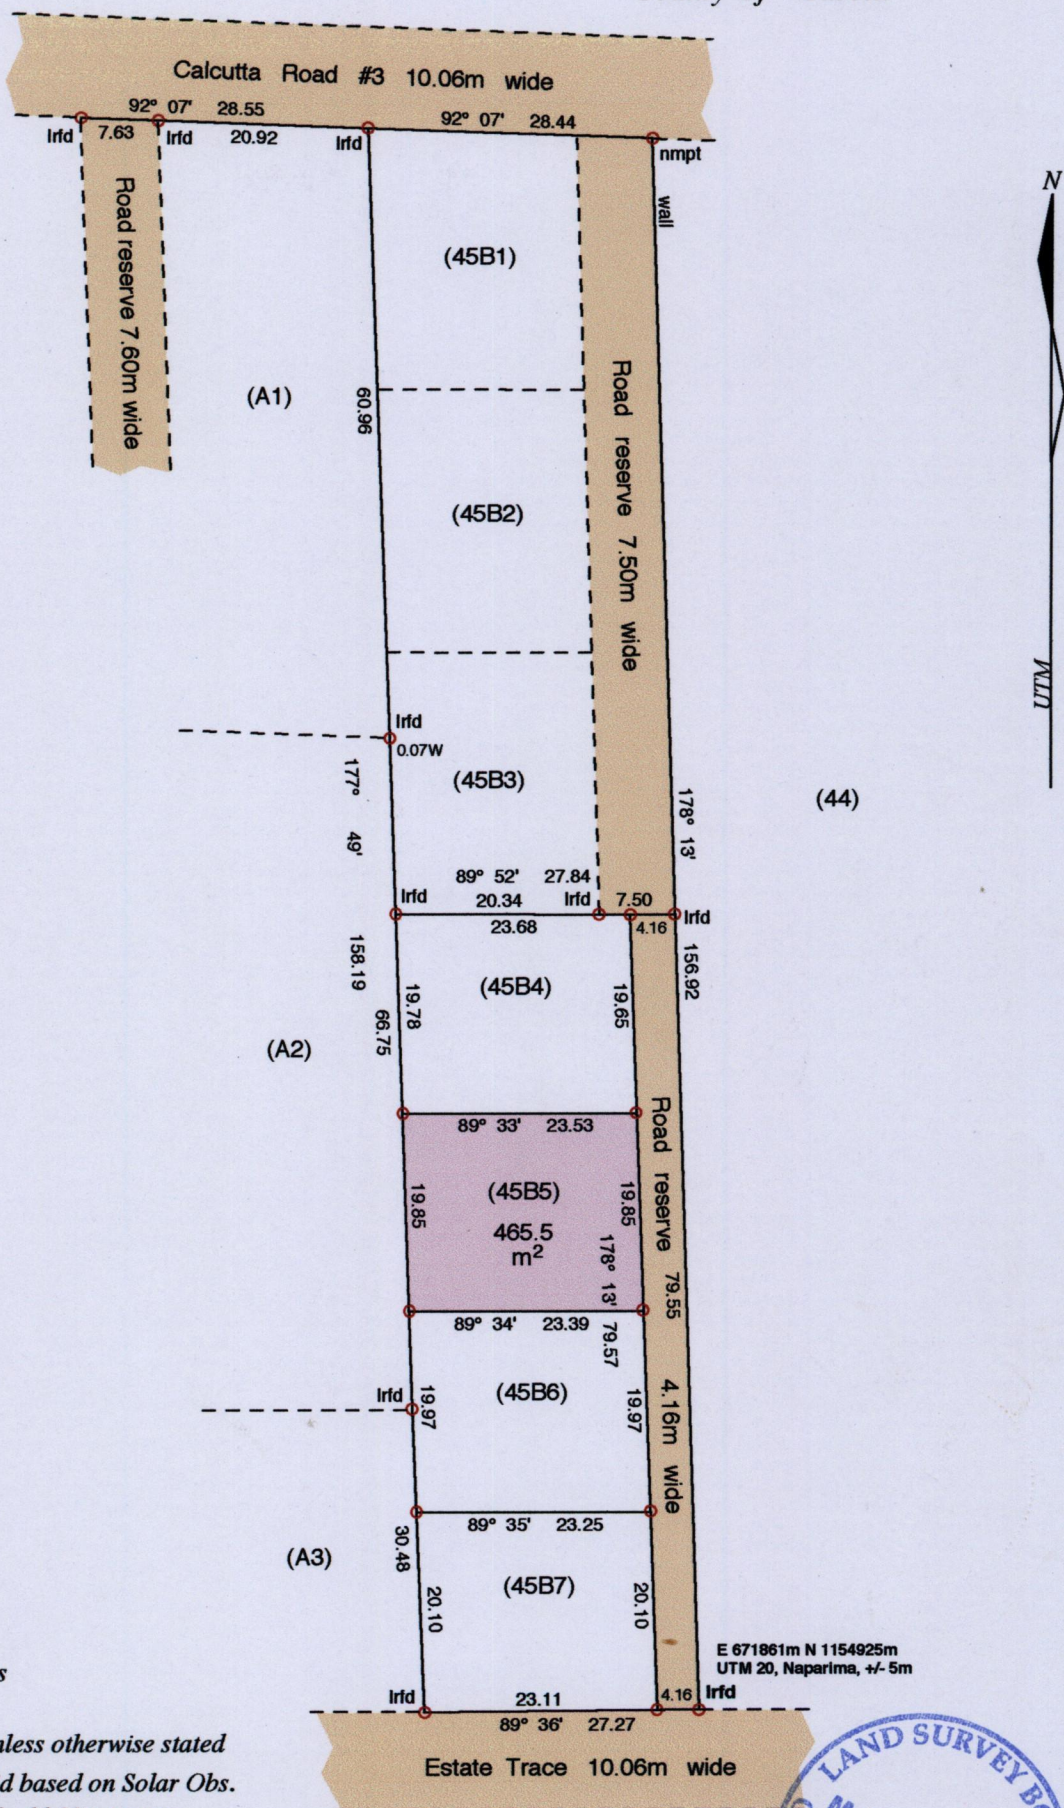 Calcutta Road #3 10.06m wide
92° 07' 28.55
92° 07' 28.44
Irfd 7.63 Irfd 20.92 Irfd
nmpt
wall
N
Road reserve 7.60m wide
(45B1)
Road reserve 7.50m wide
(A1)
60.96
(45B2)
UTM
Irfd
0.07W
177° 49'
(45B3)
178° 13'
(44)
89° 52' 27.84
Irfd 20.34 Irfd 7.50 Irfd
23.68 4.16
158.19
156.92
(45B4)
19.78
19.65
66.75
(A2)
89° 33' 23.53
Road reserve 79.55 4.16m wide
(45B5)
465.5
m²
19.85
19.85
178° 13' 79.57
89° 34' 23.39
Irfd
19.97
(45B6)
19.97
89° 35' 23.25
30.48
(A3)
(45B7)
20.10
20.10
E 671861m N 1154925m
UTM 20, Naparima, +/- 5m
Irfd 23.11 4.16 Irfd
89° 36' 27.27
Estate Trace 10.06m wide
nless otherwise stated
d based on Solar Obs.
LAND SURVEY BO